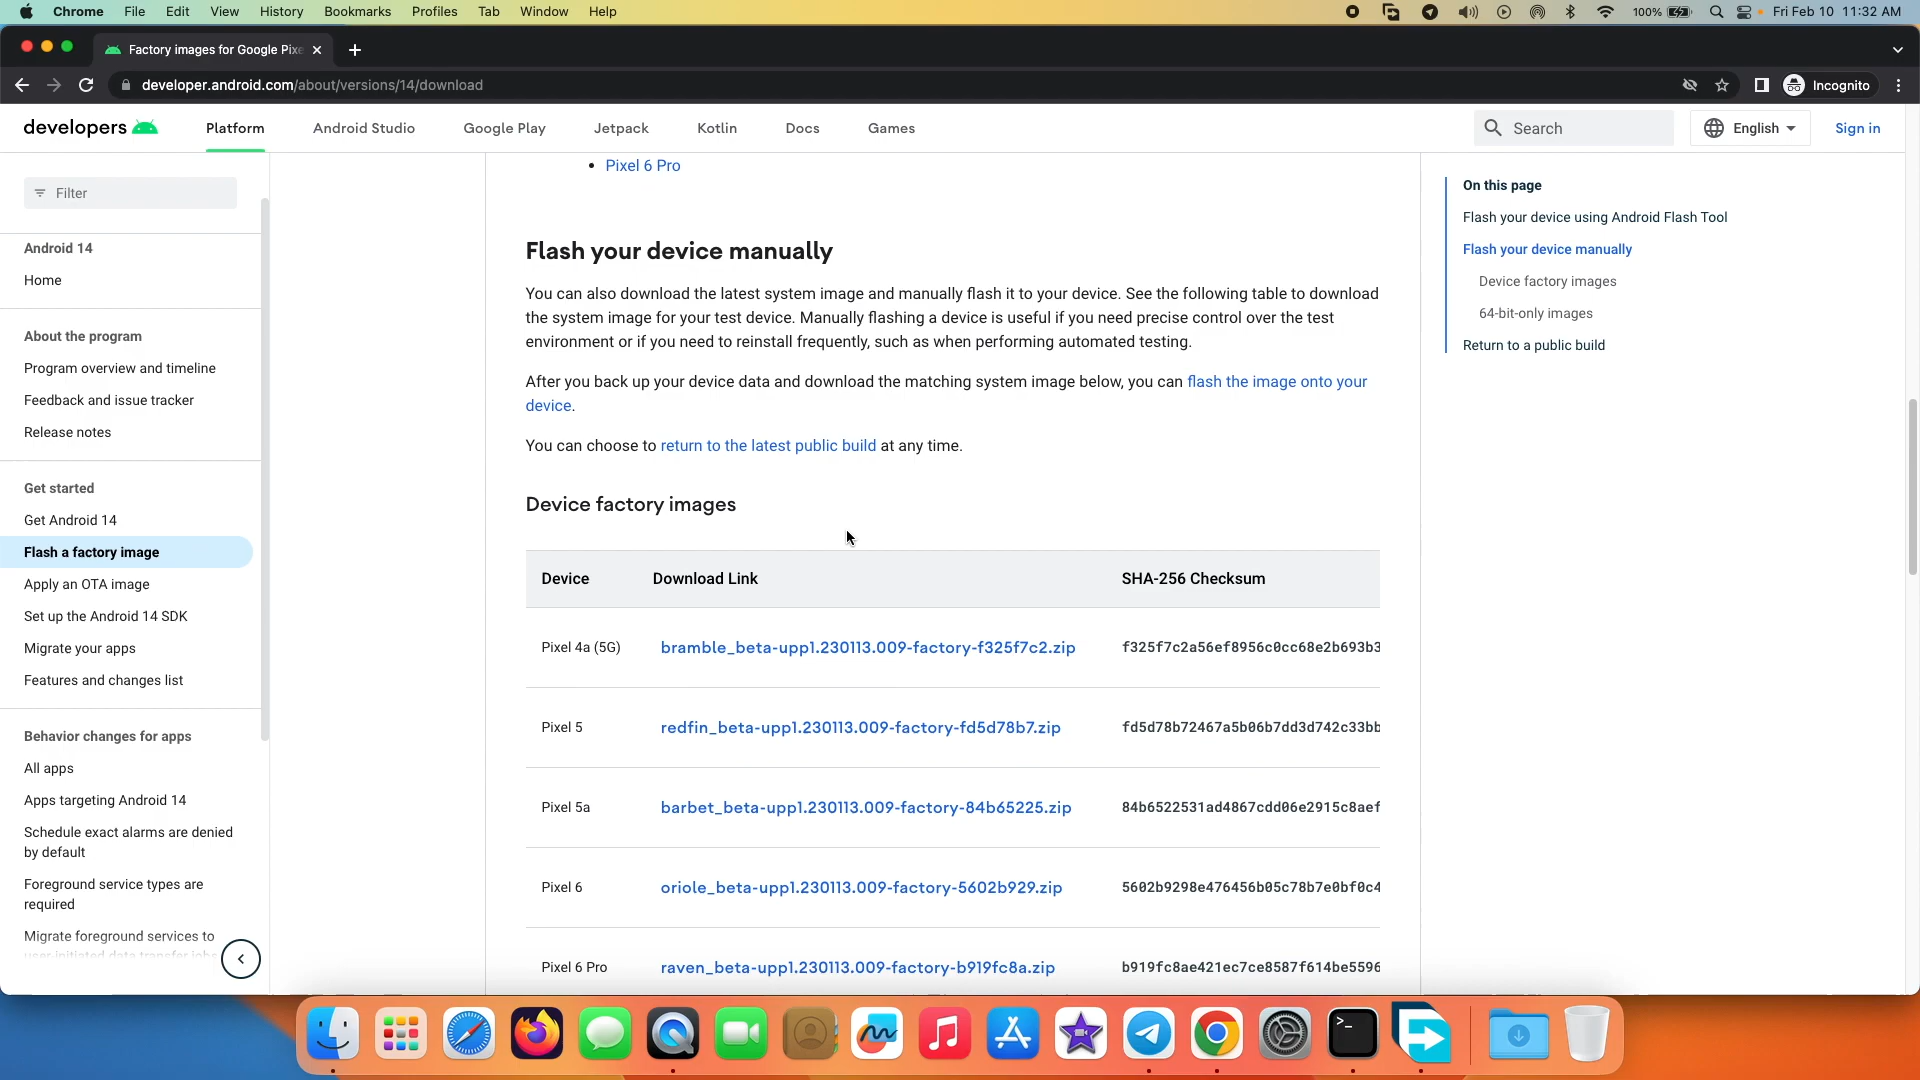 Chrome File Edit View History Bookmarks Profiles Tab Window Help
100% Fri Feb 10 11:32 AM
Factory images for Google Pixe
developer.android.com/about/versions/14/download
Incognito
developers Platform Android Studio Google Play Jetpack Kotlin Docs Games
Search English Sign in
Filter
Android 14
Home
About the program
Program overview and timeline
Feedback and issue tracker
Release notes
Get started
Get Android 14
Flash a factory image
Apply an OTA image
Set up the Android 14 SDK
Migrate your apps
Features and changes list
Behavior changes for apps
All apps
Apps targeting Android 14
Schedule exact alarms are denied
by default
Foreground service types are
required
Migrate foreground services to
user-initiated data transfer jobs
• Pixel 6 Pro
Flash your device manually
You can also download the latest system image and manually flash it to your device. See the following table to download
the system image for your test device. Manually flashing a device is useful if you need precise control over the test
environment or if you need to reinstall frequently, such as when performing automated testing.
After you back up your device data and download the matching system image below, you can flash the image onto your
device.
You can choose to return to the latest public build at any time.
Device factory images
Device Download Link SHA-256 Checksum
Pixel 4a (5G) bramble_beta-upp1.230113.009-factory-f325f7c2.zip f325f7c2a56ef8956c0cc68e2b693b3
Pixel 5 redfin_beta-upp1.230113.009-factory-fd5d78b7.zip fd5d78b72467a5b06b7dd3d742c33bb
Pixel 5a barbet_beta-upp1.230113.009-factory-84b65225.zip 84b6522531ad4867cdd06e2915c8aef
Pixel 6 oriole_beta-upp1.230113.009-factory-5602b929.zip 5602b9298e476456b05c78b7e0bf0c4
Pixel 6 Pro raven_beta-upp1.230113.009-factory-b919fc8a.zip b919fc8ae421ec7ce8587f614be5596
On this page
Flash your device using Android Flash Tool
Flash your device manually
Device factory images
64-bit-only images
Return to a public build